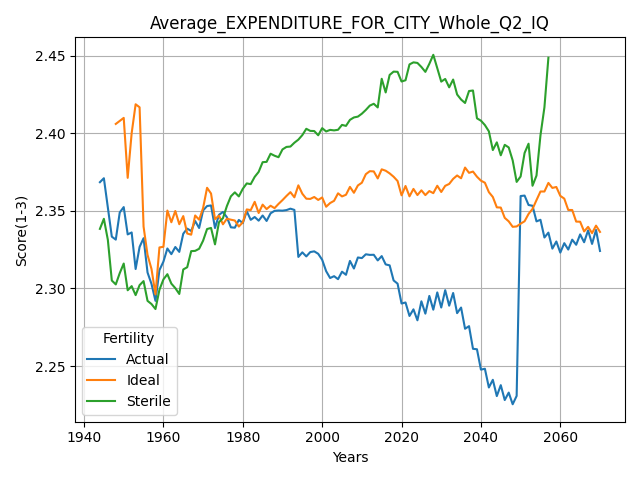 Average_EXPENDITURE_FOR_CITY_Whole_Q2_IQ
Score(1-3)
2.45
2.40
2.35
2.30
2.25
Fertility
Actual
Ideal
Sterile
1940 1960 1980 2000 2020 2040 2060
Years